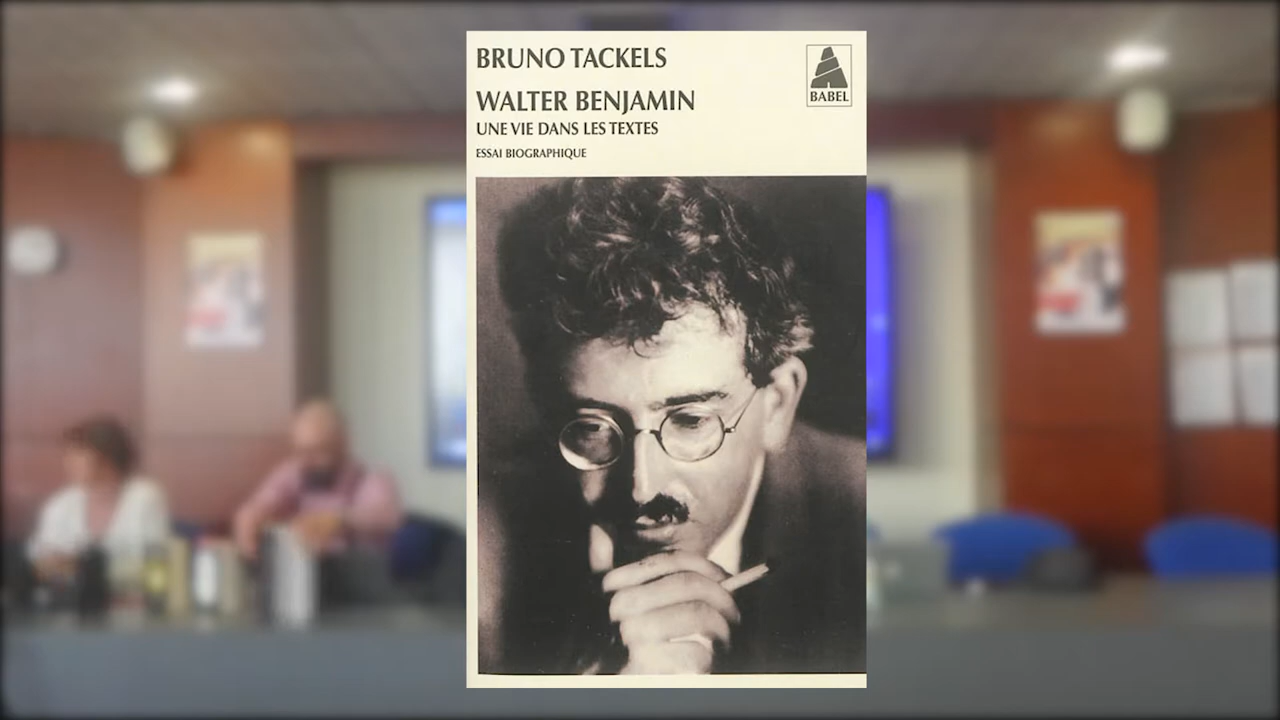 BRUNO TACKELS
BABEL
WALTER BENJAMIN
UNE VIE DANS LES TEXTES
ESSAI BIOGRAPHIQUE